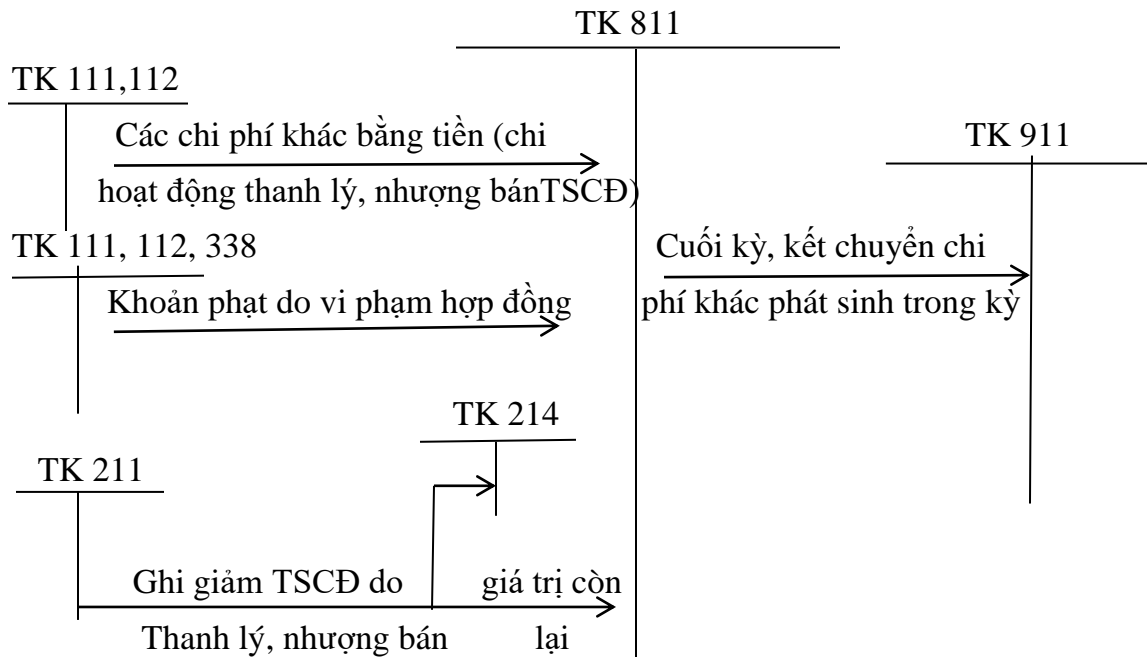 TK 811
TK 111,112
Các chi phí khác bằng tiền (chi
hoạt động thanh lý, nhượng bánTSCĐ)
TK 911
TK 111, 112, 338
Khoản phạt do vi phạm hợp đồng
Cuối kỳ, kết chuyển chi
phí khác phát sinh trong kỳ
TK 214
TK 211
Ghi giảm TSCĐ do
Thanh lý, nhượng bán
giá trị còn
lại